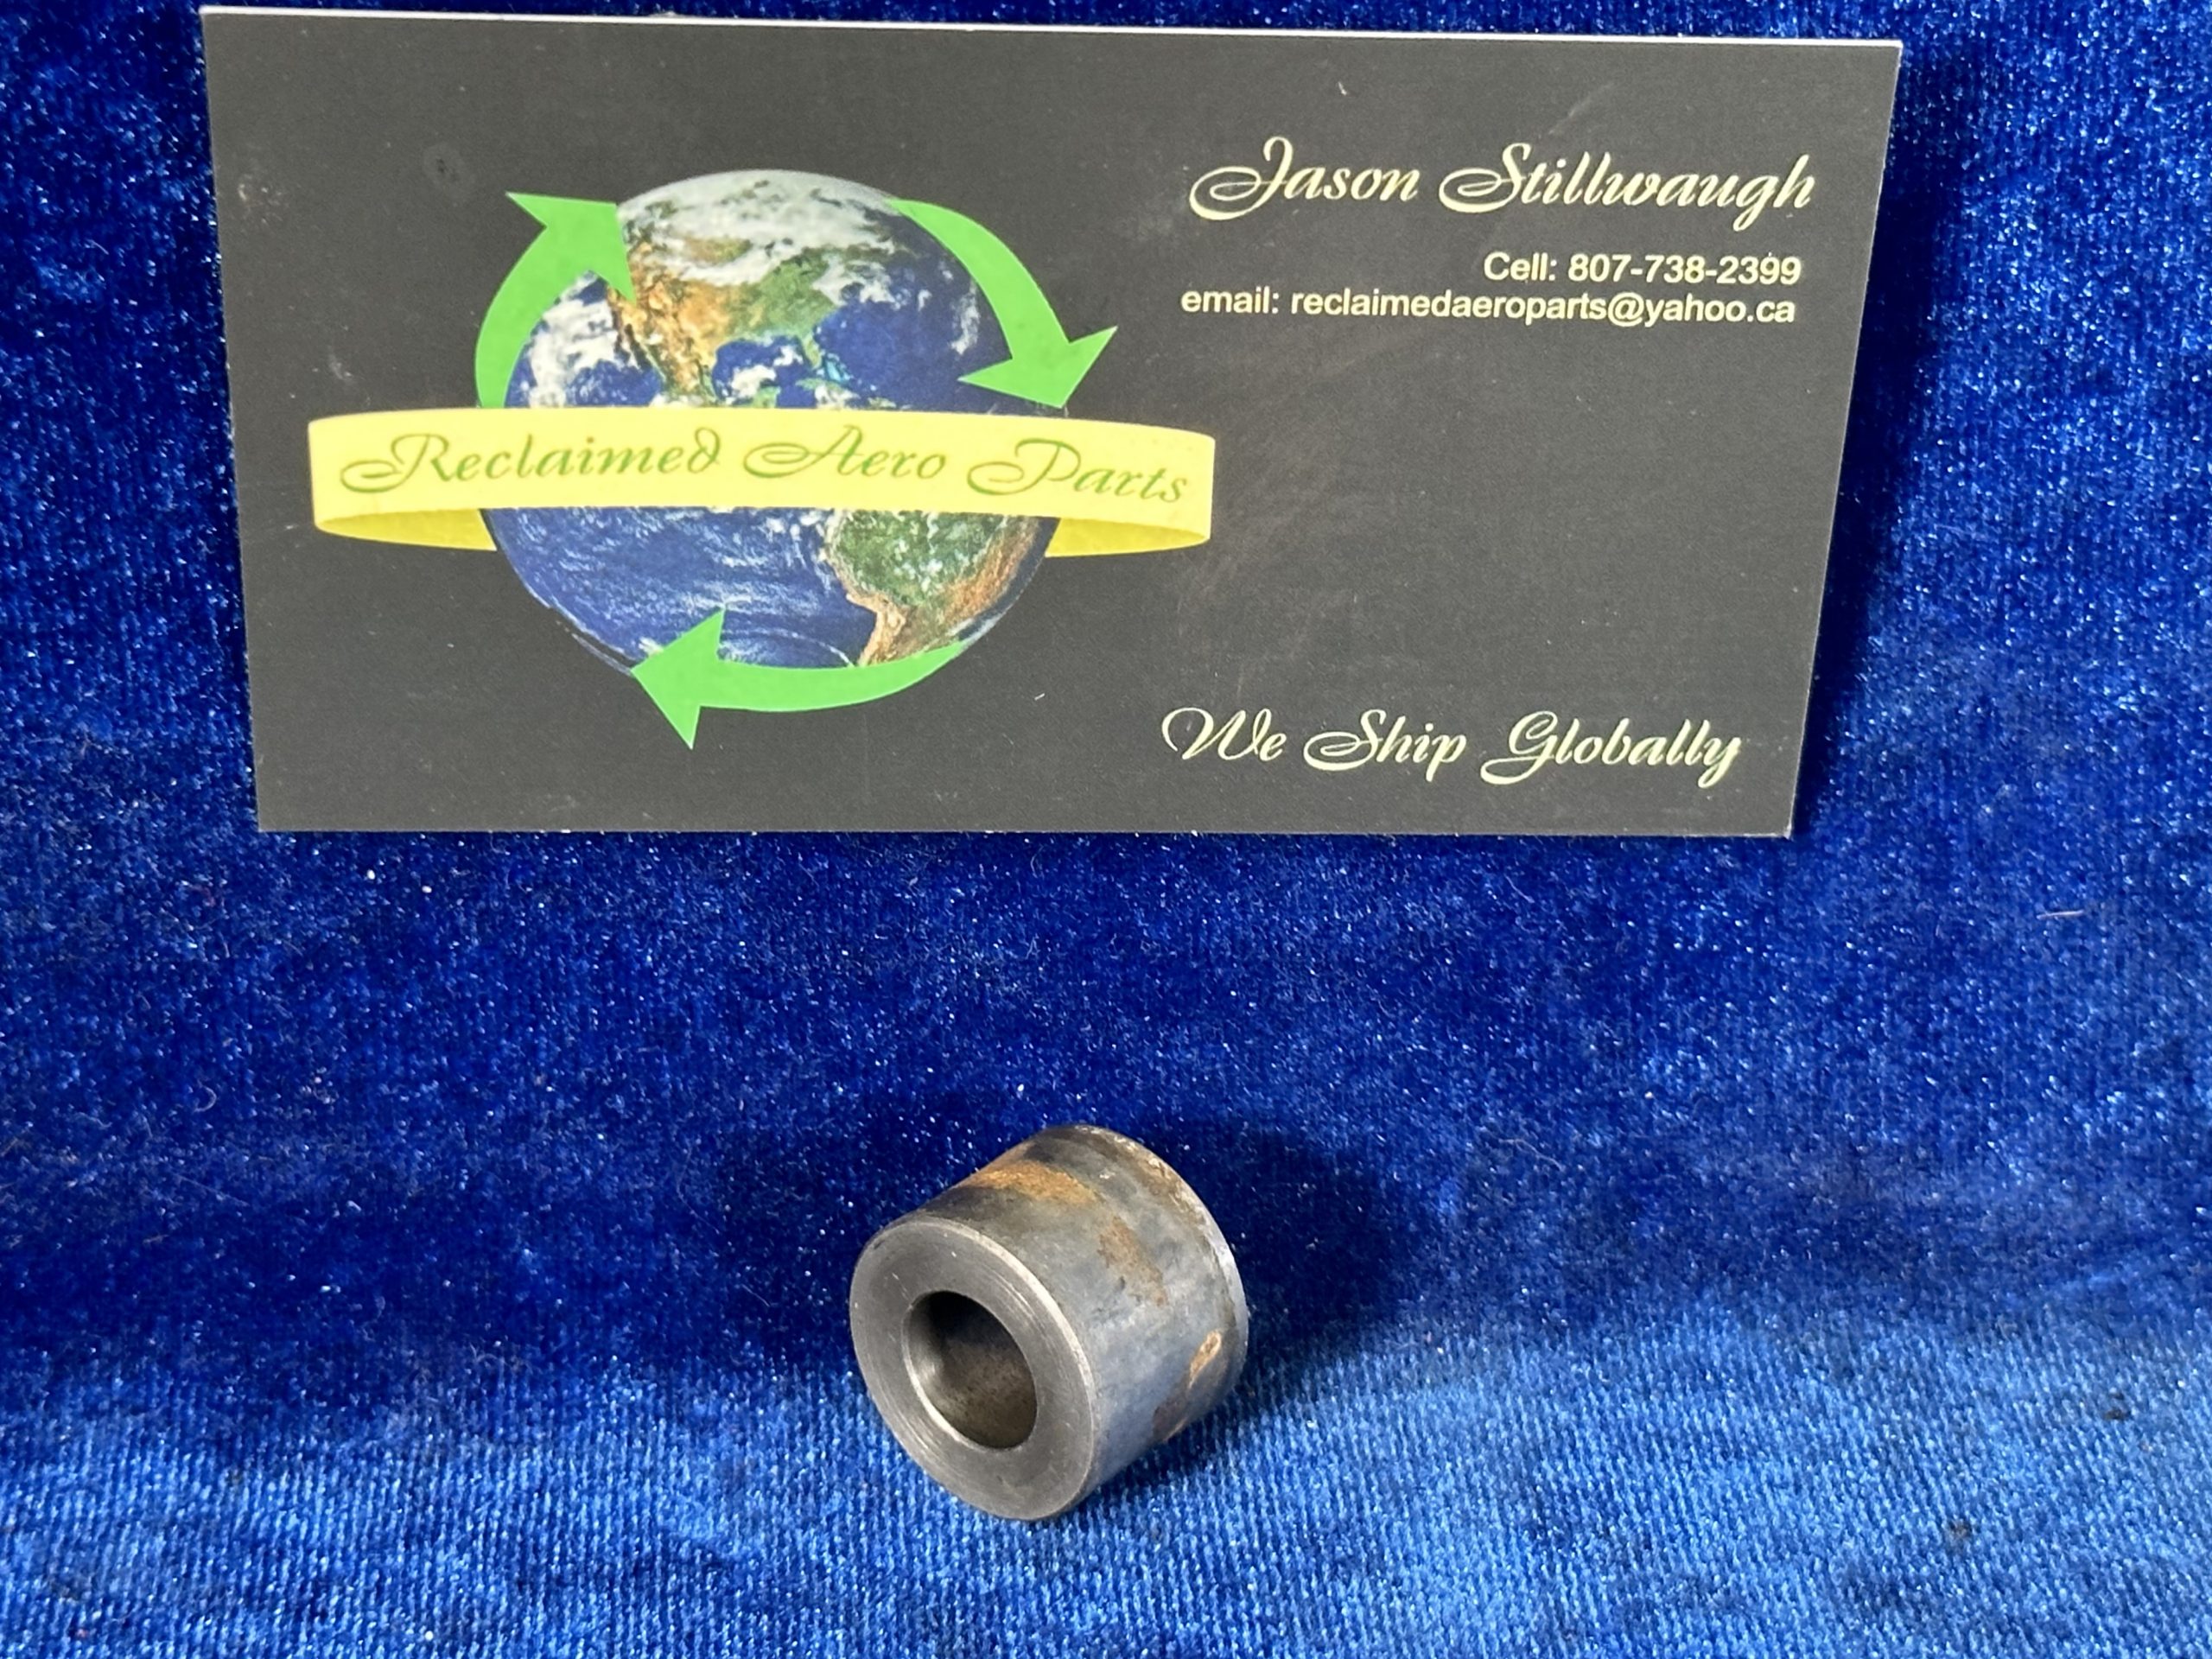 Jason Stillwaugh
Cell: 807-738-2399
email: reclaimedaeroparts@yahoo.ca
Reclaimed Aero Parts
We Ship Globally